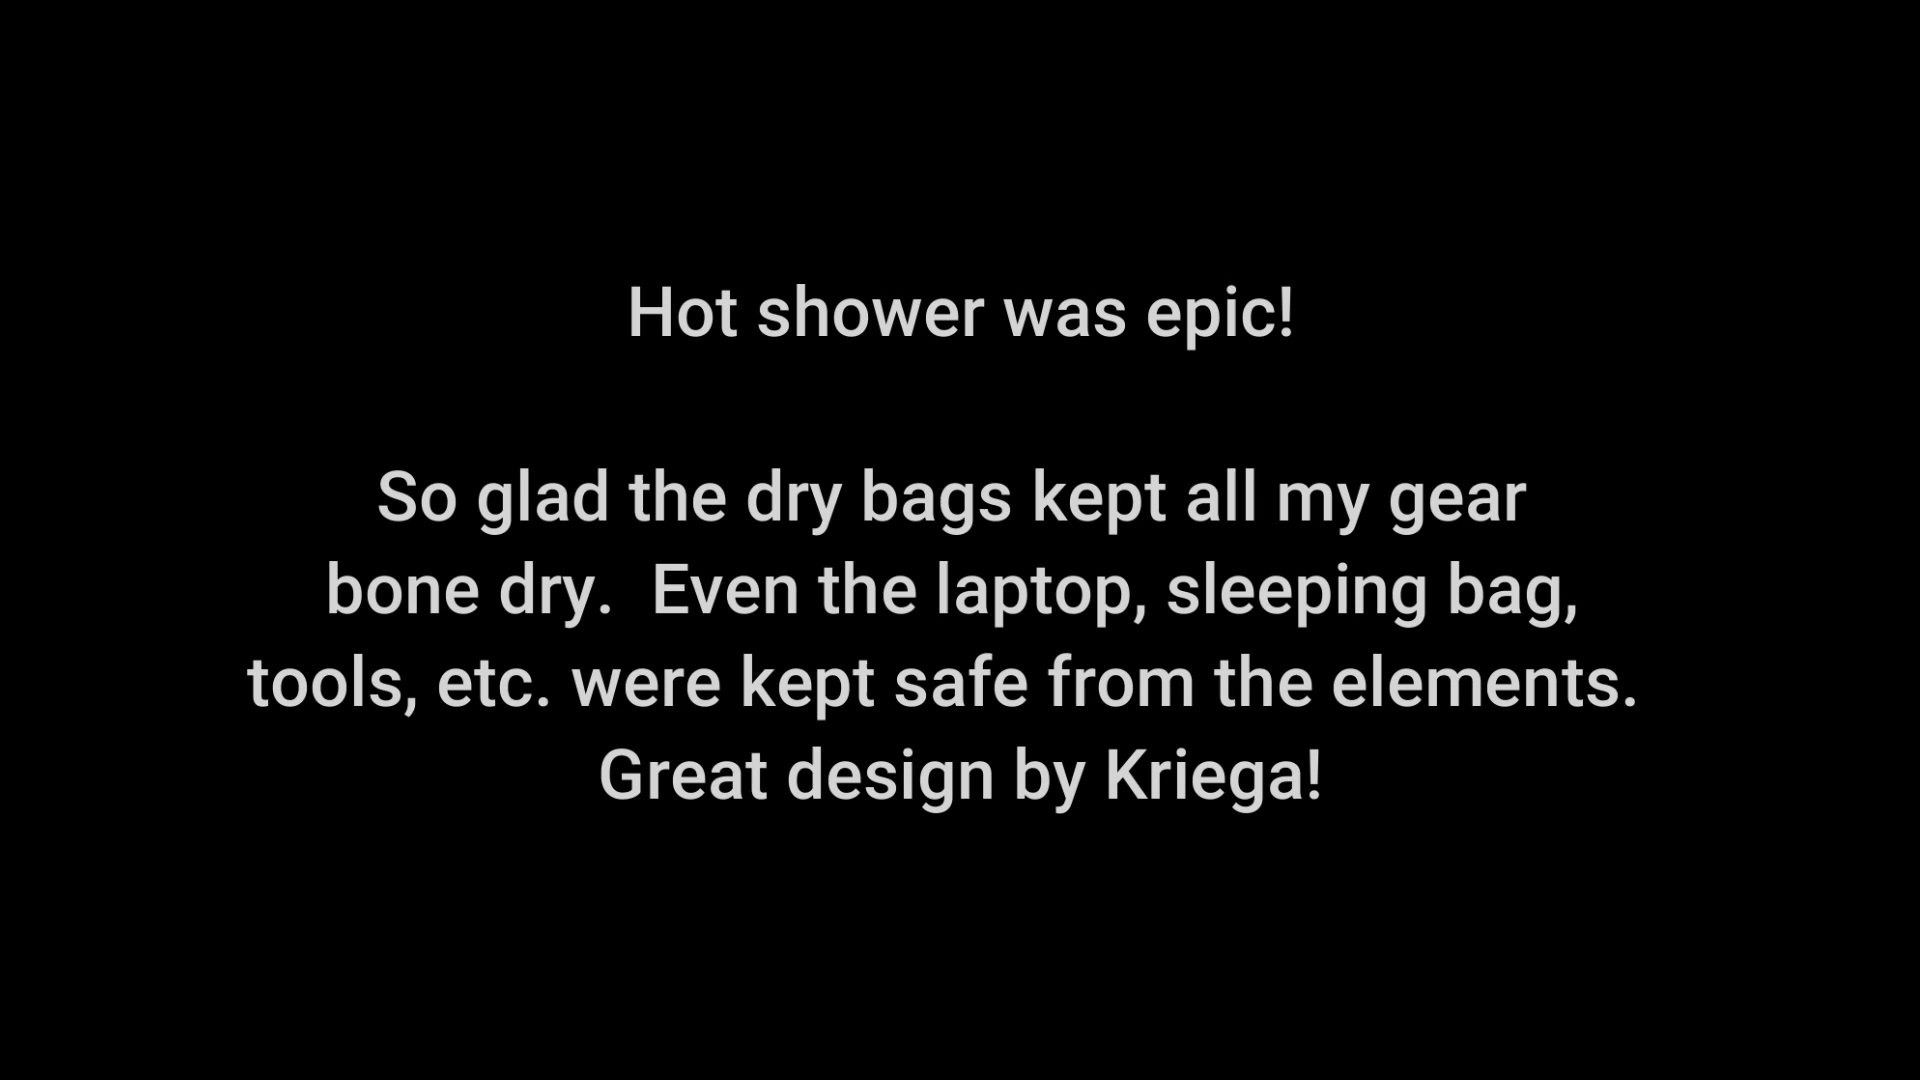 Hot shower was epic!
So glad the dry bags kept all my gear
bone dry.  Even the laptop, sleeping bag,
tools, etc. were kept safe from the elements.
Great design by Kriega!